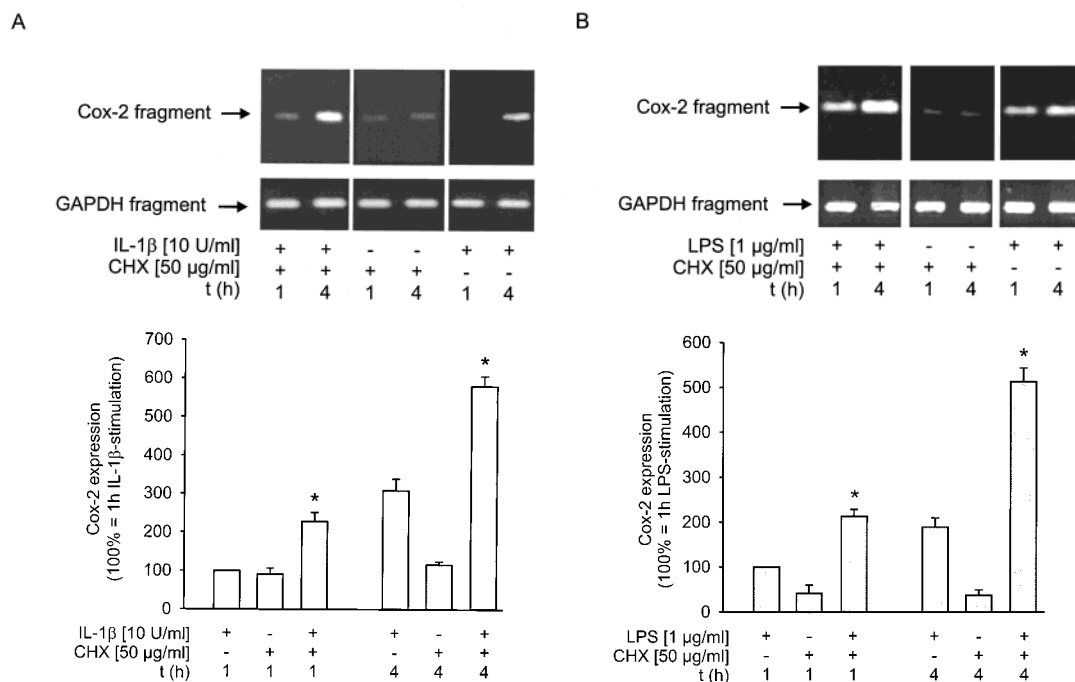 A
Cox-2 fragment
GAPDH fragment
IL-1β [10 U/ml] + + - - + +
CHX [50 µg/ml] + + + + - -
t (h) 1 4 1 4 1 4
Cox-2 expression
(100% = 1h IL-1β-stimulation)
700
600
500
400
300
200
100
0
*
*
IL-1β [10 U/ml] + - + + - +
CHX [50 µg/ml] - + + - + +
t (h) 1 1 1 4 4 4
B
Cox-2 fragment
GAPDH fragment
LPS [1 µg/ml] + + - - + +
CHX [50 µg/ml] + + + + - -
t (h) 1 4 1 4 1 4
Cox-2 expression
(100% = 1h LPS-stimulation)
600
500
400
300
200
100
0
*
*
LPS [1 µg/ml] + - + + - +
CHX [50 µg/ml] - + + - + +
t (h) 1 1 1 4 4 4